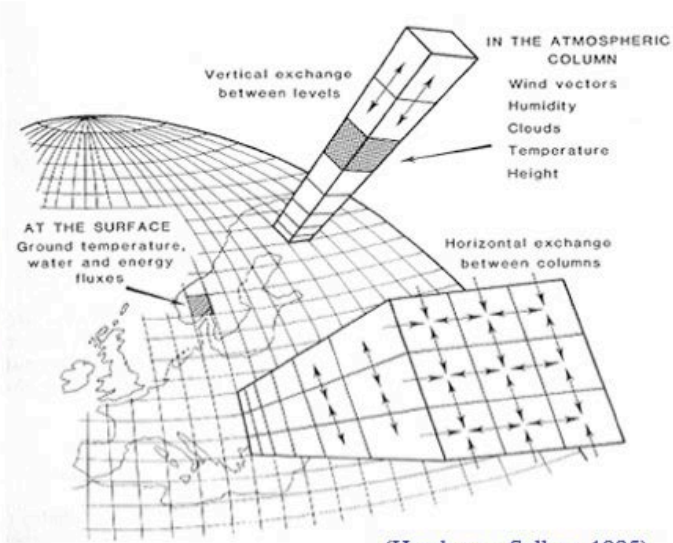 IN THE ATMOSPHERIC
COLUMN
Wind vectors
Humidity
Clouds
Temperature
Height
Vertical exchange
between levels
AT THE SURFACE
Ground temperature,
water and energy
fluxes
Horizontal exchange
between columns